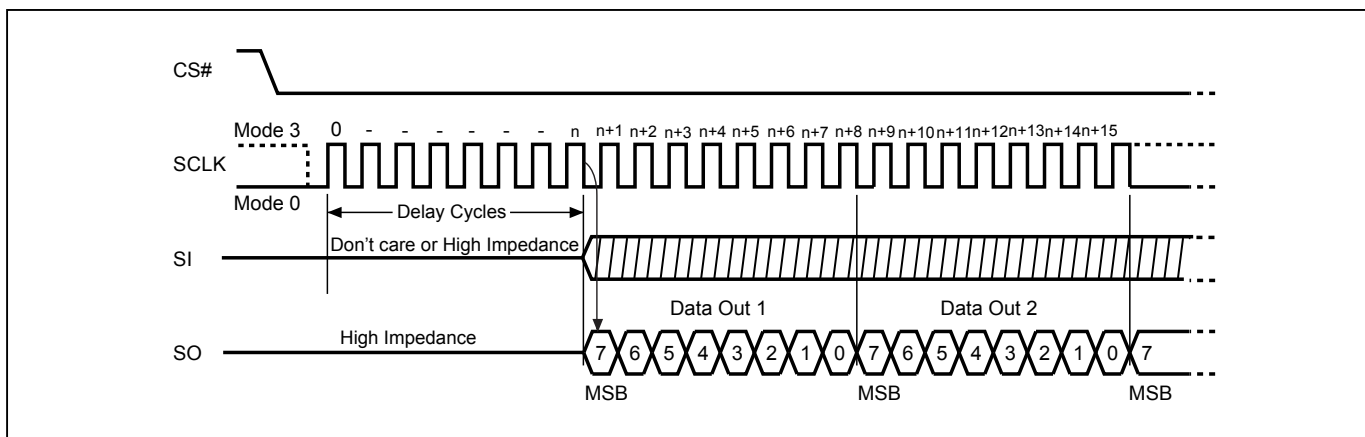 CS#
Mode 3 0 - - - - - - n n+1 n+2 n+3 n+4 n+5 n+6 n+7 n+8 n+9 n+10 n+11 n+12 n+13 n+14 n+15
SCLK
Mode 0
Delay Cycles
Don't care or High Impedance
SI
Data Out 1 Data Out 2
High Impedance
SO 7 6 5 4 3 2 1 0 7 6 5 4 3 2 1 0 7
MSB MSB MSB